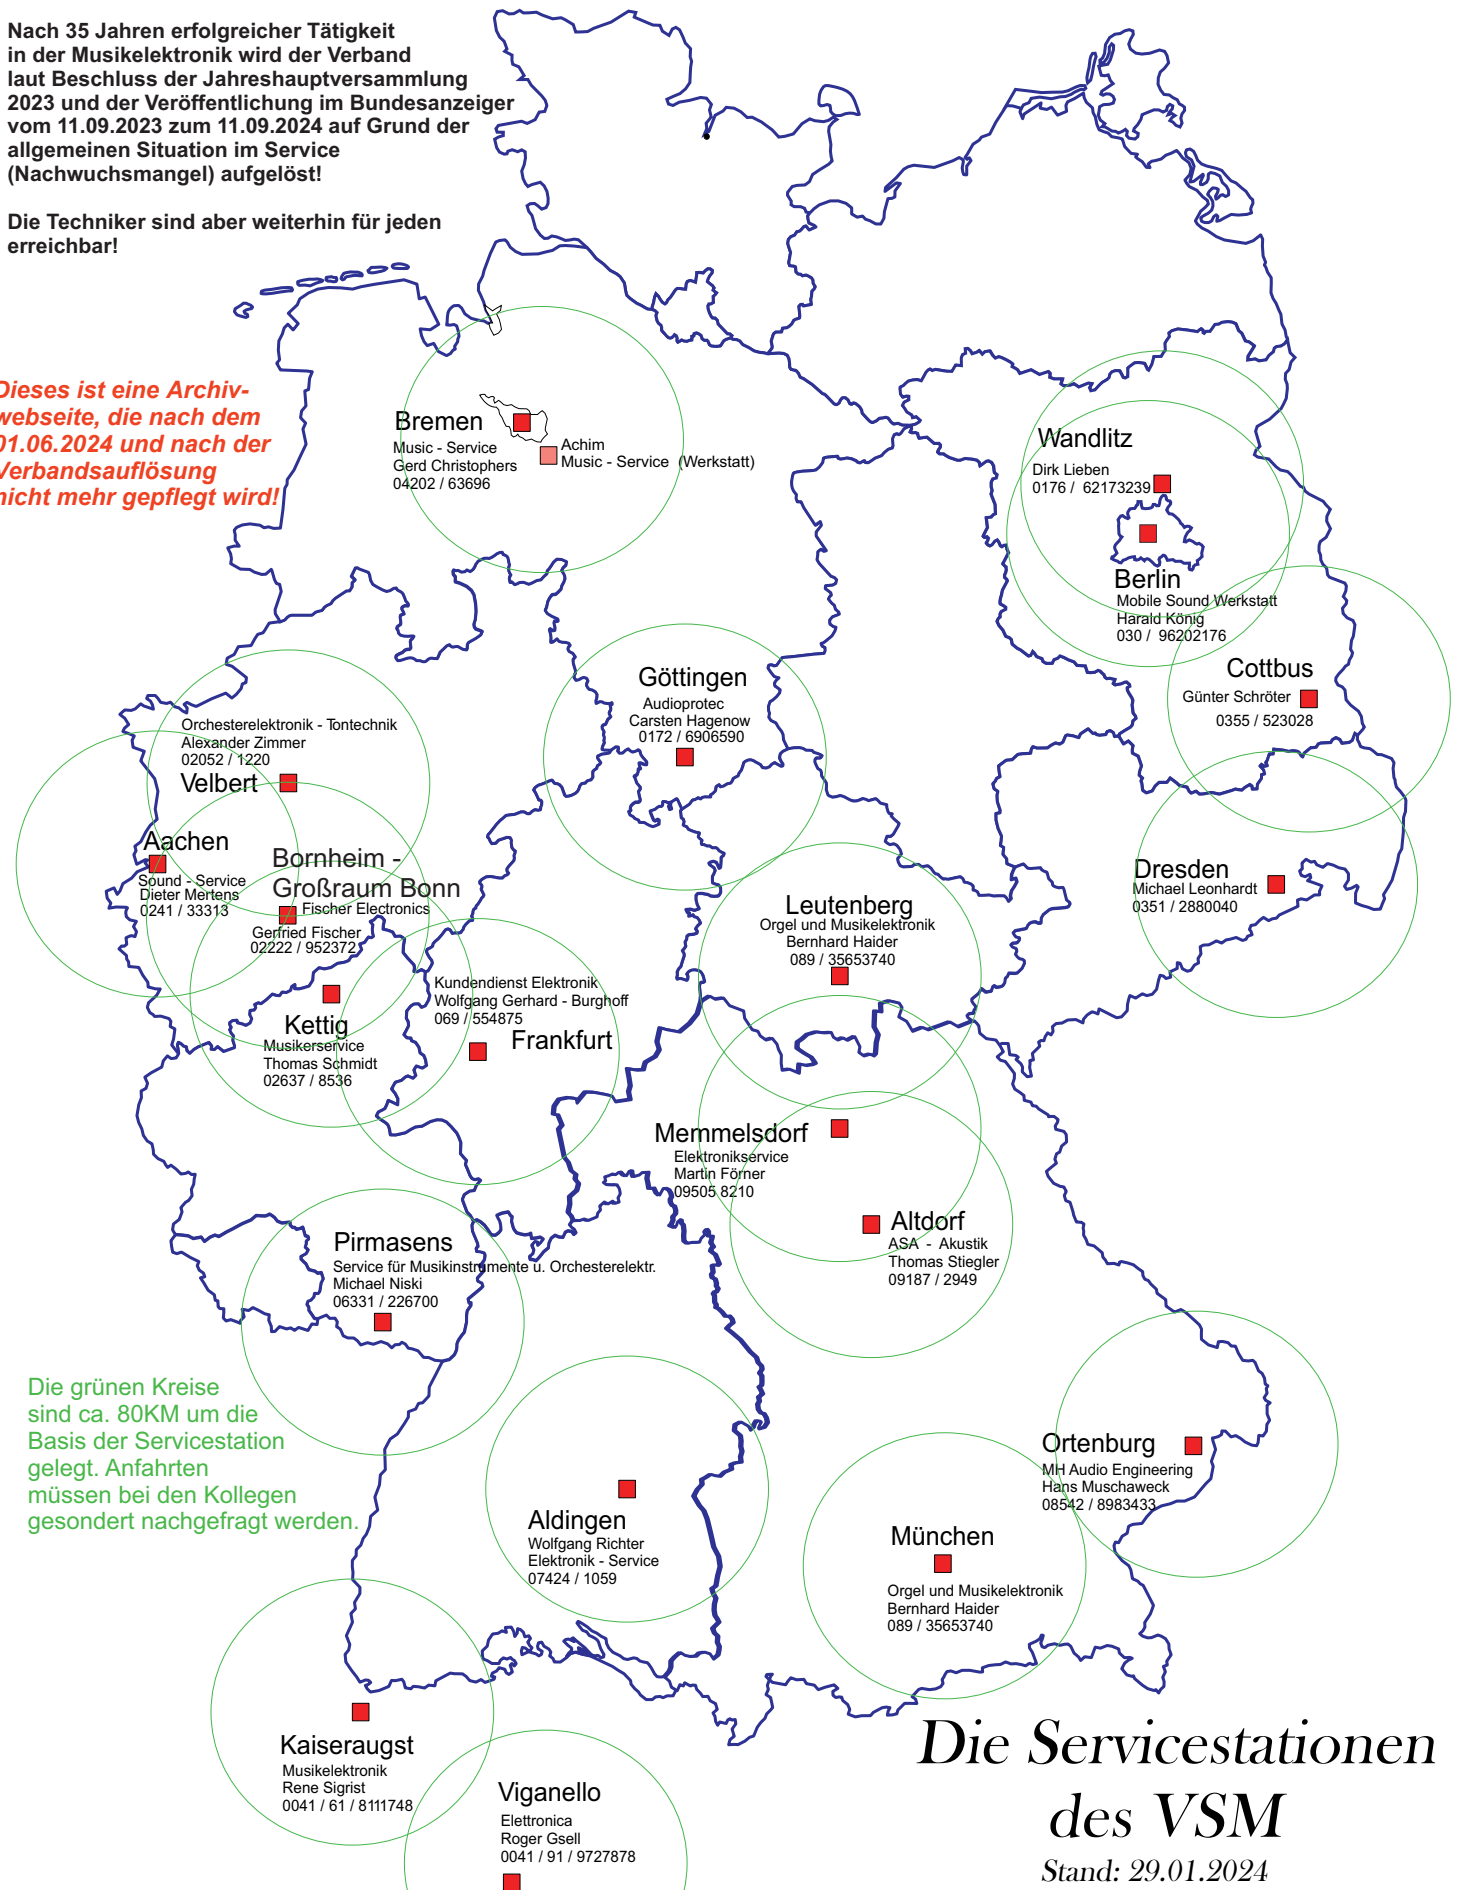 Nach 35 Jahren erfolgreicher Tätigkeit
in der Musikelektronik wird der Verband
laut Beschluss der Jahreshauptversammlung
2023 und der Veröffentlichung im Bundesanzeiger
vom 11.09.2023 zum 11.09.2024 auf Grund der
allgemeinen Situation im Service
(Nachwuchsmangel) aufgelöst!
Die Techniker sind aber weiterhin für jeden
erreichbar!
Dieses ist eine Archiv-
webseite, die nach dem
01.06.2024 und nach der
Verbandsauflösung
nicht mehr gepflegt wird!
Bremen
Music - Service
Gerd Christophers
04202 / 63696
Achim
Music - Service (Werkstatt)
Wandlitz
Dirk Lieben
0176 / 62173239
Berlin
Mobile Sound Werkstatt
Harald König
030 / 96202176
Cottbus
Günter Schröter
0355 / 523028
Göttingen
Audioprotec
Carsten Hagenow
0172 / 6906590
Orchesterelektronik - Tontechnik
Alexander Zimmer
02052 / 1220
Velbert
Aachen
Sound - Service
Dieter Mertens
0241 / 33313
Bornheim -
Großraum Bonn
Fischer Electronics
Gerfried Fischer
02222 / 952372
Dresden
Michael Leonhardt
0351 / 2880040
Leutenberg
Orgel und Musikelektronik
Bernhard Haider
089 / 35653740
Kundendienst Elektronik
Wolfgang Gerhard - Burghoff
069 / 554875
Frankfurt
Kettig
Musikerservice
Thomas Schmidt
02637 / 8536
Memmelsdorf
Elektronikservice
Martin Förner
09505 8210
Altdorf
ASA - Akustik
Thomas Stiegler
09187 / 2949
Pirmasens
Service für Musikinstrumente u. Orchesterelektr.
Michael Niski
06331 / 226700
Die grünen Kreise
sind ca. 80KM um die
Basis der Servicestation
gelegt. Anfahrten
müssen bei den Kollegen
gesondert nachgefragt werden.
Ortenburg
MH Audio Engineering
Hans Muschaweck
08542 / 8983433
Aldingen
Wolfgang Richter
Elektronik - Service
07424 / 1059
München
Orgel und Musikelektronik
Bernhard Haider
089 / 35653740
Kaiseraugst
Musikelektronik
Rene Sigrist
0041 / 61 / 8111748
Viganello
Elettronica
Roger Gsell
0041 / 91 / 9727878
Die Servicestationen
des VSM
Stand: 29.01.2024